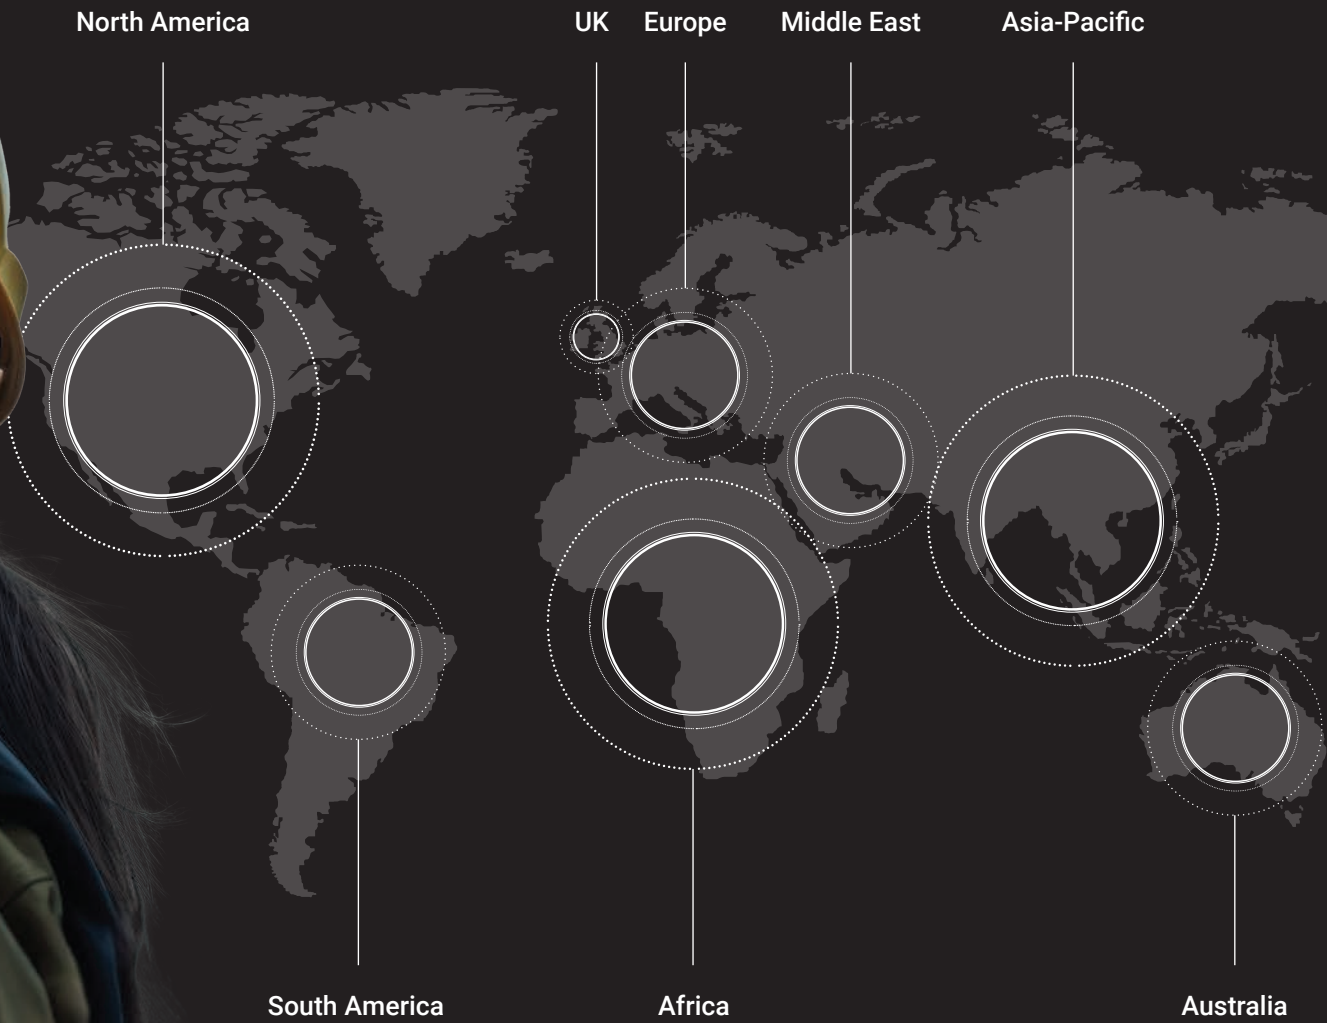 North America
UK
Europe
Middle East
Asia-Pacific
South America
Africa
Australia